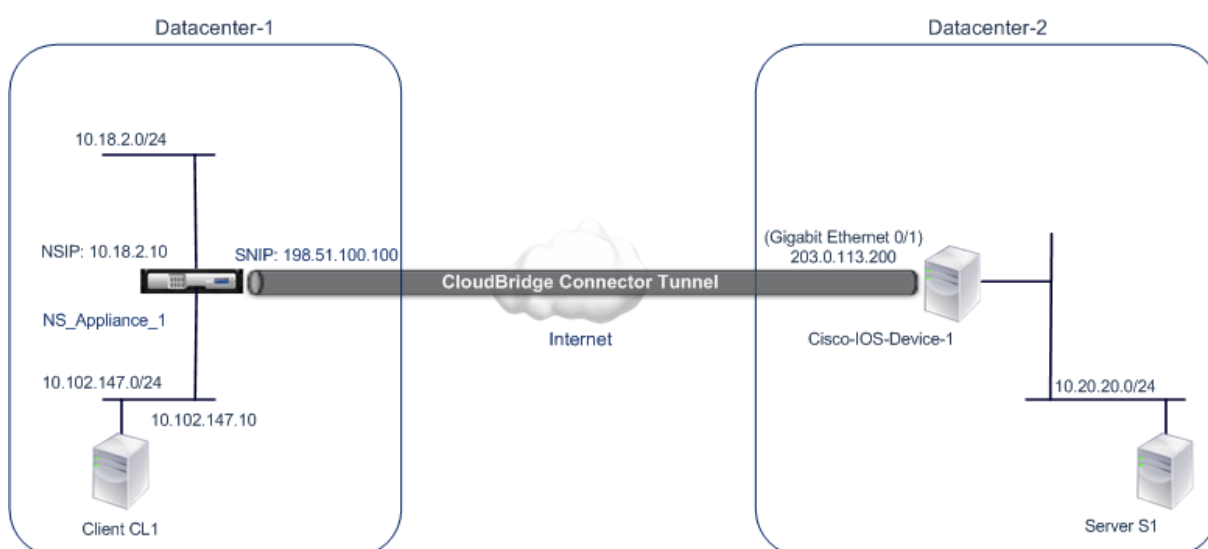 Datacenter-1
Datacenter-2
10.18.2.0/24
NSIP: 10.18.2.10
SNIP: 198.51.100.100
(Gigabit Ethernet 0/1)
203.0.113.200
CloudBridge Connector Tunnel
NS_Appliance_1
Internet
Cisco-IOS-Device-1
10.102.147.0/24
10.102.147.10
10.20.20.0/24
Client CL1
Server S1